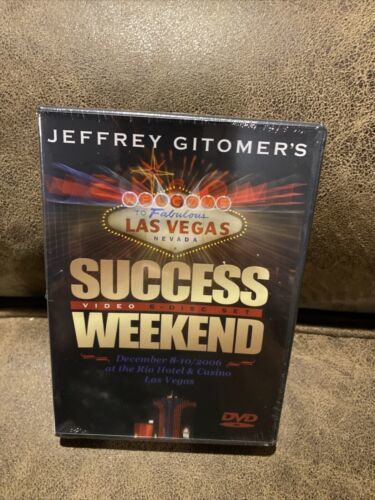 JEFFREY GITOMER'S
WELCOME
TO Fabulous
LAS VEGAS
NEVADA
SUCCESS
VIDEO 6-DISC SET
WEEKEND
December 8-10/2006
at the Rio Hotel & Casino
Las Vegas
DVD